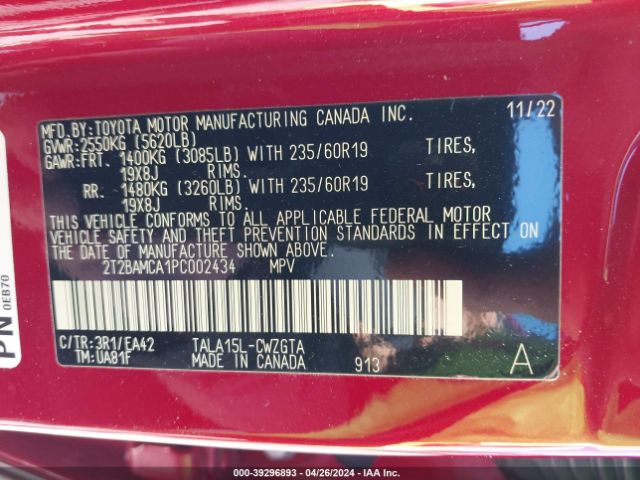 MFD.BY:TOYOTA MOTOR MANUFACTURING CANADA INC. 11/22
GVWR:2550KG (5620LB)
GAWR:FRT. 1400KG (3085LB) WITH 235/60R19 TIRES,
19X8J RIMS.
RR. 1480KG (3260LB) WITH 235/60R19 TIRES,
19X8J RIMS.
THIS VEHICLE CONFORMS TO ALL APPLICABLE FEDERAL MOTOR
VEHICLE SAFETY AND THEFT PREVENTION STANDARDS IN EFFECT ON
THE DATE OF MANUFACTURE SHOWN ABOVE.
2T2BAMCA1PC002434 MPV
C/TR:3R1/EA42 TALA15L-CWZGTA
TM:UA81F MADE IN CANADA 913 A
PN
0EB70
000-39296893 - 04/26/2024 - IAAI.COM